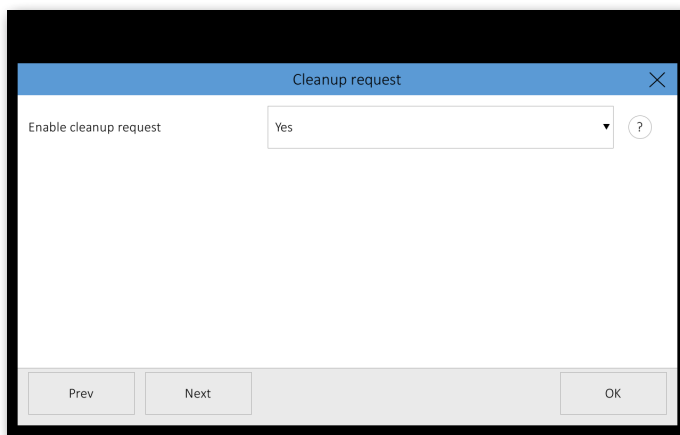 Cleanup request
Enable cleanup request
Yes
?
Prev
Next
OK